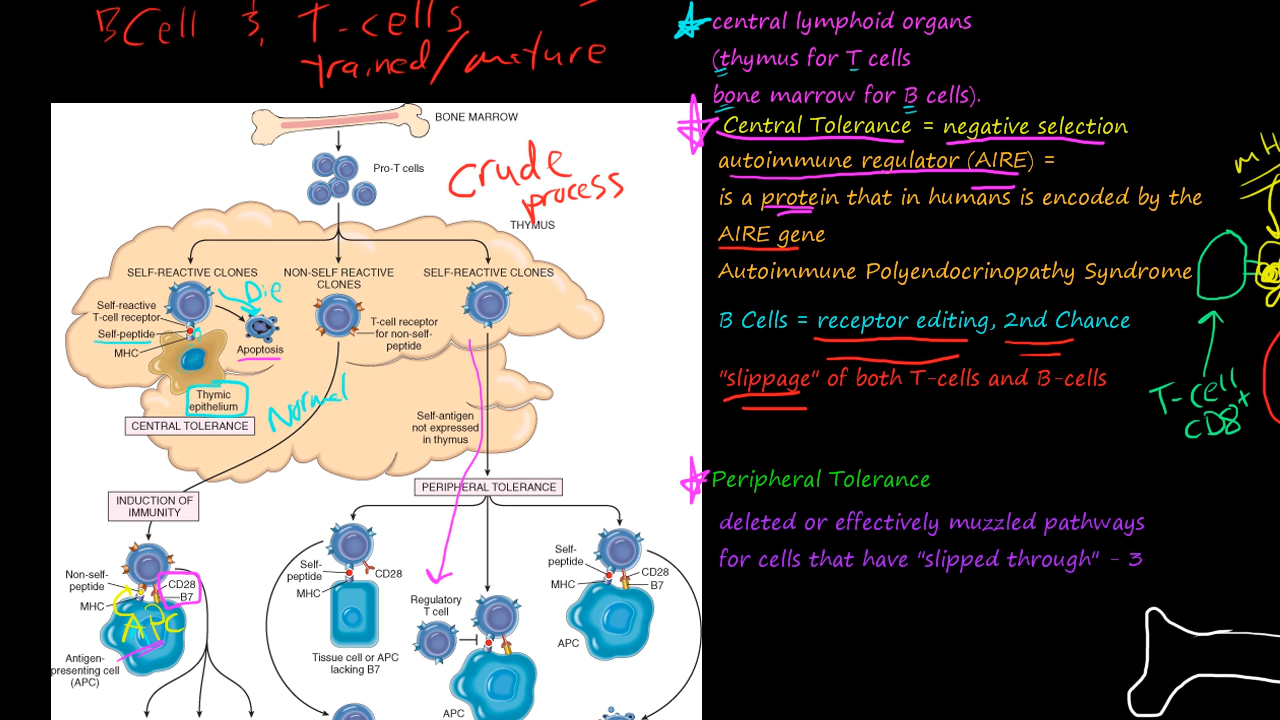 BCell & T-cells
trained/mature
central lymphoid organs
(thymus for T cells
bone marrow for B cells).
Central Tolerance = negative selection
autoimmune regulator (AIRE) =
is a protein that in humans is encoded by the
AIRE gene
Autoimmune Polyendocrinopathy Syndrome
B Cells = receptor editing, 2nd Chance
"slippage" of both T-cells and B-cells
Peripheral Tolerance
deleted or effectively muzzled pathways
for cells that have "slipped through" - 3
BONE MARROW
Pro-T cells
Crude
process
THYMUS
SELF-REACTIVE CLONES
NON-SELF REACTIVE
CLONES
SELF-REACTIVE CLONES
Die
Self-reactive
T-cell receptor
Self-peptide
MHC
Apoptosis
T-cell receptor
for non-self-
peptide
Thymic
epithelium
CENTRAL TOLERANCE
Normal
Self-antigen
not expressed
in thymus
INDUCTION OF
IMMUNITY
PERIPHERAL TOLERANCE
Non-self-
peptide
MHC
CD28
B7
APC
Antigen-
presenting cell
(APC)
Self-
peptide
MHC
CD28
Tissue cell or APC
lacking B7
Regulatory
T cell
APC
Self-
peptide
MHC
CD28
B7
APC
T-cell
CD8+